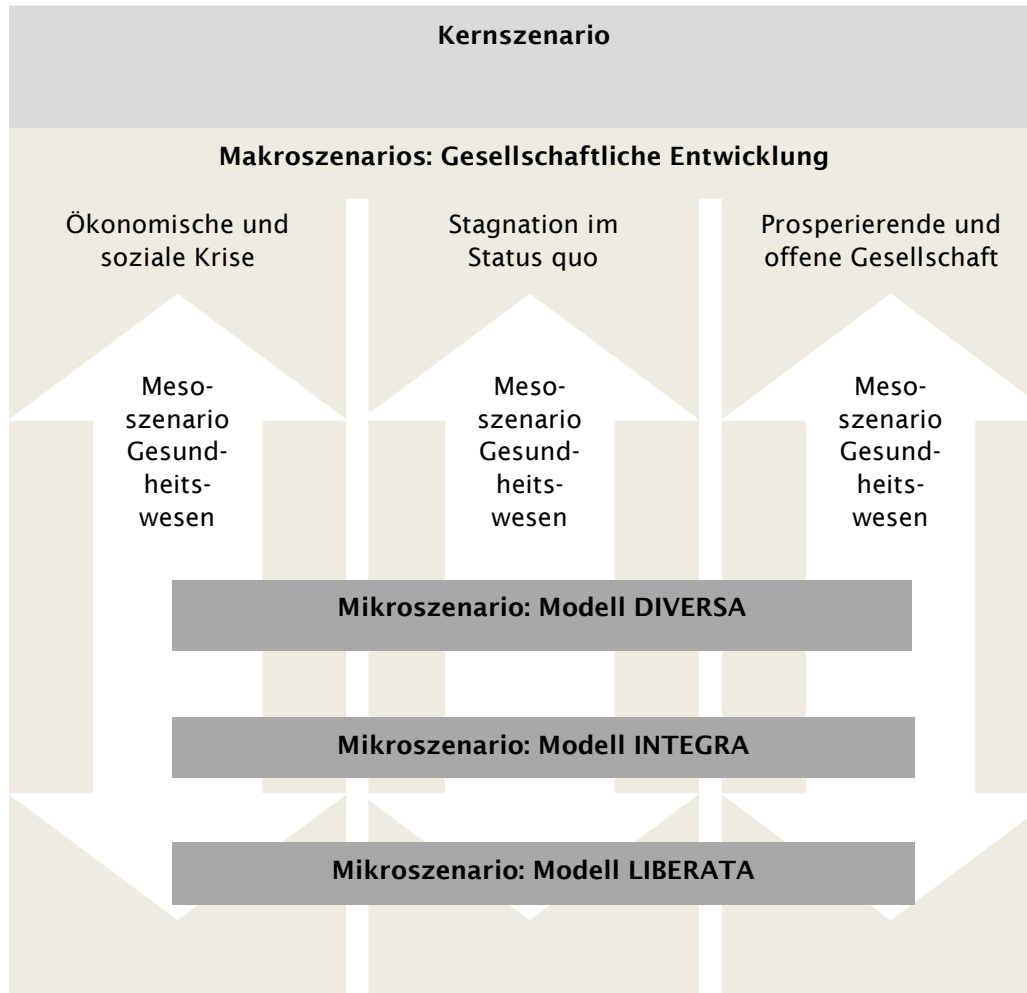 Kernszenario
Makroszenarios: Gesellschaftliche Entwicklung
Ökonomische und
soziale Krise
Stagnation im
Status quo
Prosperierende und
offene Gesellschaft
Meso-
szenario
Gesund-
heits-
wesen
Meso-
szenario
Gesund-
heits-
wesen
Meso-
szenario
Gesund-
heits-
wesen
Mikroszenario: Modell DIVERSA
Mikroszenario: Modell INTEGRA
Mikroszenario: Modell LIBERATA